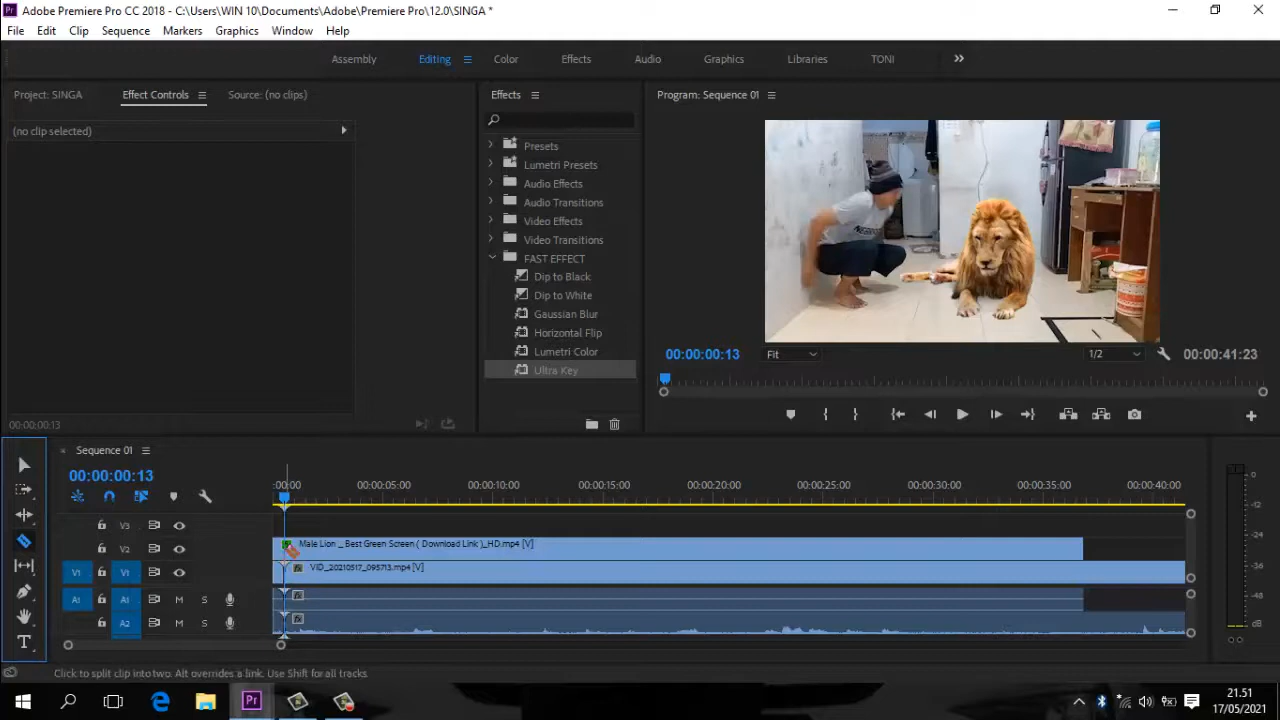 Adobe Premiere Pro CC 2018 - C:\Users\WIN 10\Documents\Adobe\Premiere Pro\12.0\SINGA *
File Edit Clip Sequence Markers Graphics Window Help
Assembly Editing Color Effects Audio Graphics Libraries TONI
Project: SINGA Effect Controls Source: (no clips)
(no clip selected)
00:00:00:13
Effects
Presets
Lumetri Presets
Audio Effects
Audio Transitions
Video Effects
Video Transitions
FAST EFFECT
Dip to Black
Dip to White
Gaussian Blur
Horizontal Flip
Lumetri Color
Ultra Key
Program: Sequence 01
00:00:00:13 Fit 1/2 00:00:41:23
Sequence 01
00:00:00:13
:00:00 00:00:05:00 00:00:10:00 00:00:15:00 00:00:20:00 00:00:25:00 00:00:30:00 00:00:35:00 00:00:40:00
V3
V2 Male Lion _ Best Green Screen ( Download Link )_HD.mp4 [V]
V1 V1 VID_20210517_095713.mp4 [V]
A1 A1 M S
A2 M S
0
-12
-24
-36
-48
dB
Click to split clip into two. Alt overrides a link. Use Shift for all tracks.
Pr
21.51
17/05/2021